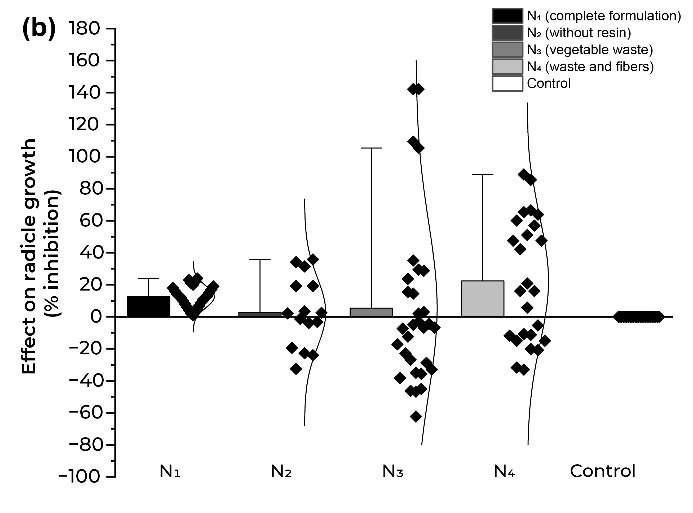 (b)
N₁ (complete formulation)
N₂ (without resin)
N₃ (vegetable waste)
N₄ (waste and fibers)
Control
Effect on radicle growth
(% inhibition)
180
160
140
120
100
80
60
40
20
0
−20
−40
−60
−80
−100
N₁ N₂ N₃ N₄ Control